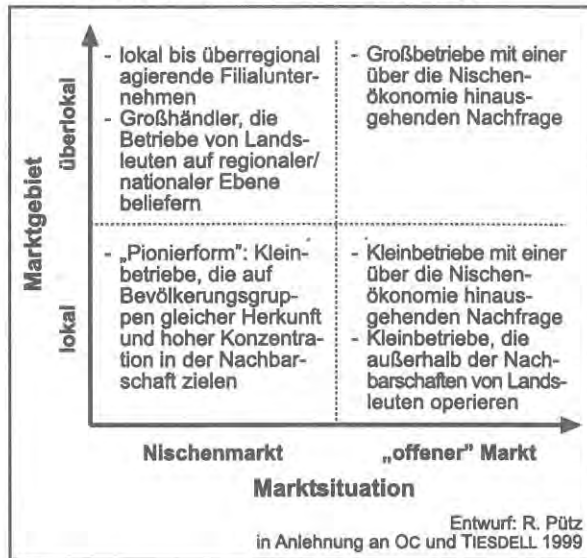 - lokal bis überregional
agierende Filialunter-
nehmen
- Großhändler, die
Betriebe von Lands-
leuten auf regionaler/
nationaler Ebene
beliefern
- Großbetriebe mit einer
über die Nischen-
ökonomie hinaus-
gehenden Nachfrage
- „Pionierform”: Klein-
betriebe, die auf
Bevölkerungsgrup-
pen gleicher Herkunft
und hoher Konzentra-
tion in der Nachbar-
schaft zielen
- Kleinbetriebe mit einer
über die Nischen-
ökonomie hinaus-
gehenden Nachfrage
- Kleinbetriebe, die
außerhalb der Nach-
barschaften von Lands-
leuten operieren
Marktgebiet
überlokal
lokal
Nischenmarkt
„offener” Markt
Marktsituation
Entwurf: R. Pütz
in Anlehnung an OC und TIESDELL 1999